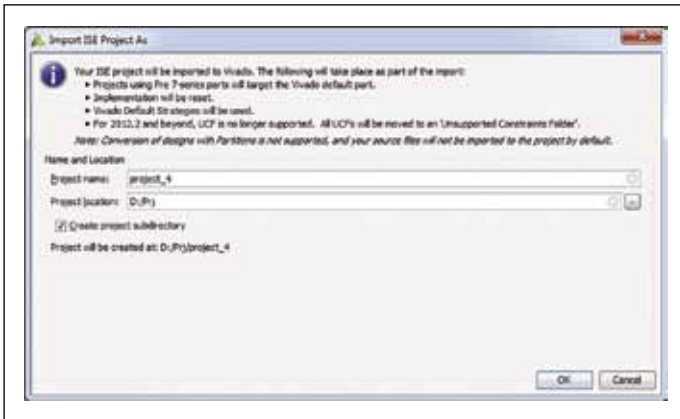 Import ISE Project As
Your ISE project will be imported to Vivado. The following will take place as part of the import:
• Projects using Pre 7-series parts will target the Vivado default part.
• Implementation will be reset.
• Vivado Default Strategies will be used.
• For 2012.3 and beyond, UCF is no longer supported. All UCFs will be moved to an 'Unsupported Constraints Folder'.
Note: Conversion of designs with Partitions is not supported, and your source files will not be imported to the project by default.
Name and Location
Project name: project_4
Project location: D:/Prj
Create project subdirectory
Project will be created at: D:/Prj/project_4
OK Cancel